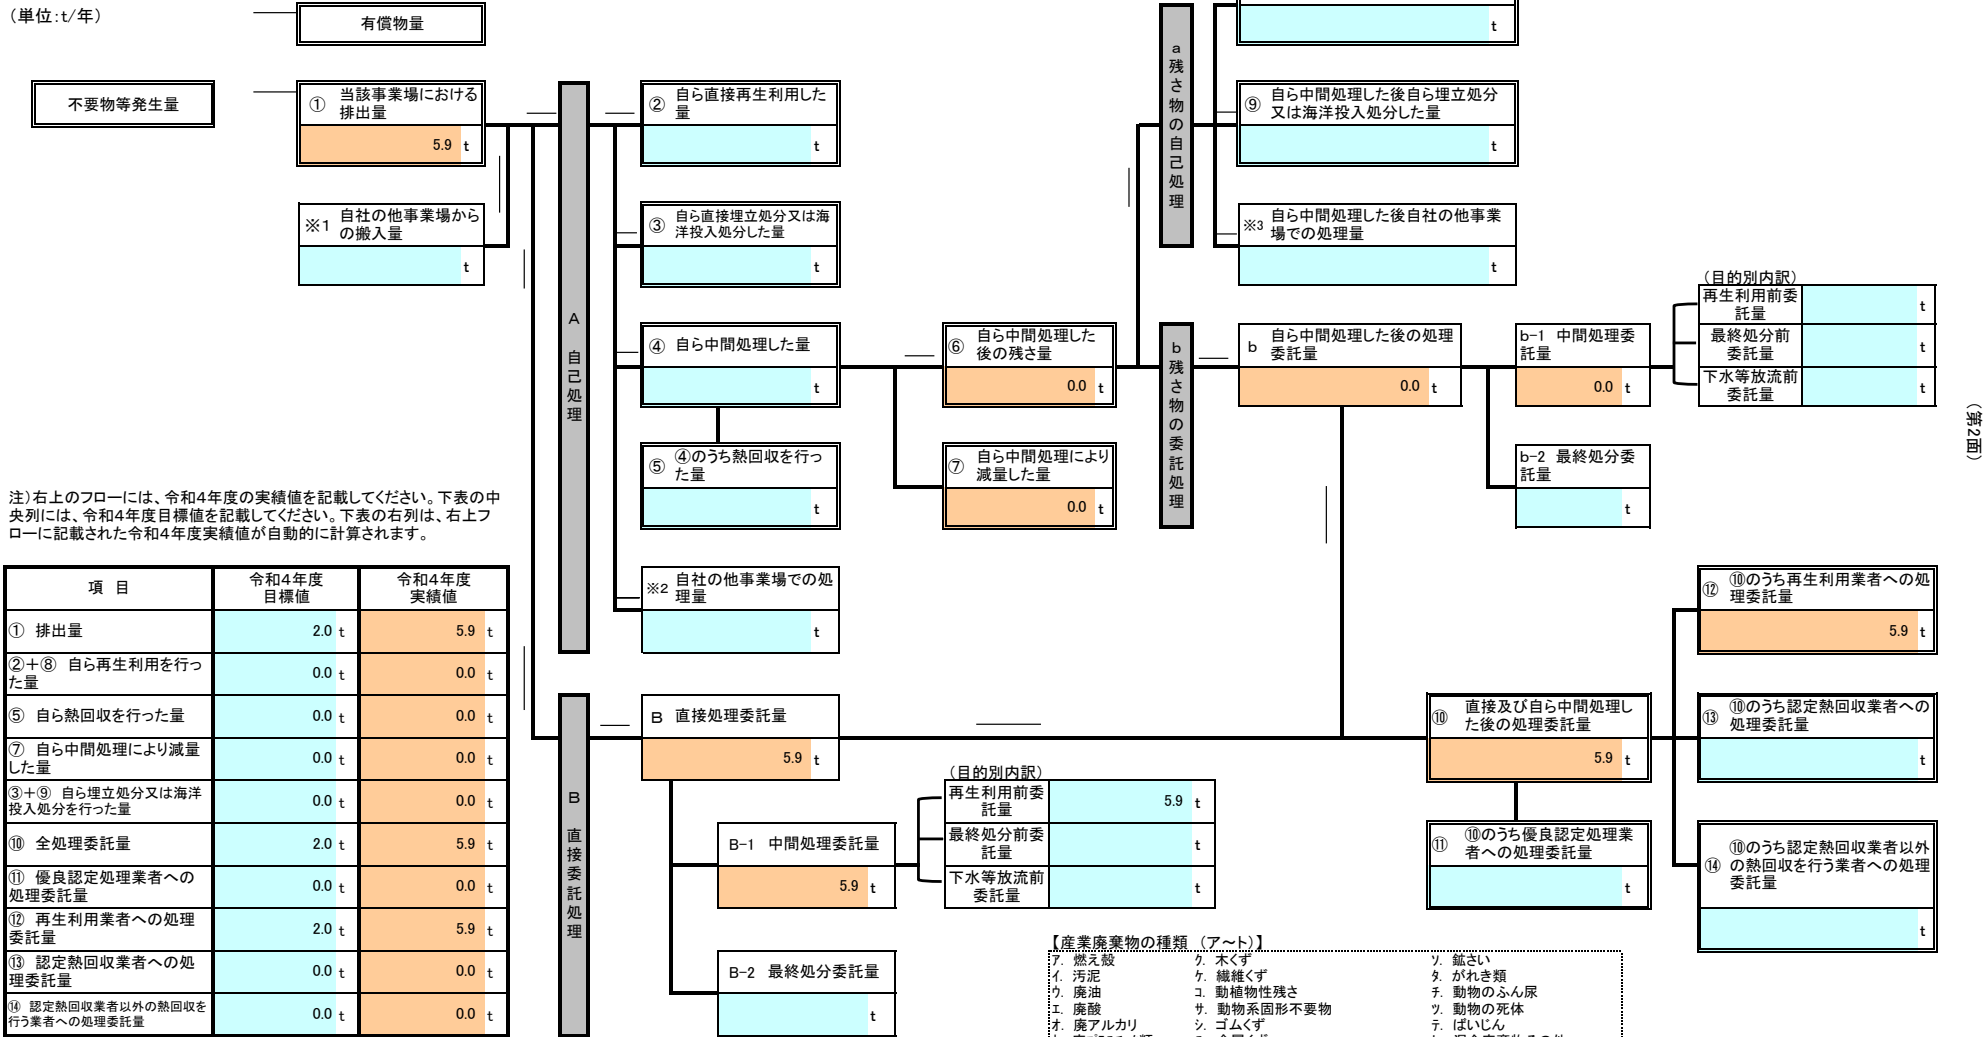 (単位:t/年)
有償物量
t
不要物等発生量
① 当該事業場における
排出量
5.9 t
※1 自社の他事業場から
の搬入量
t
A 自己処理
② 自ら直接再生利用した
量
t
③ 自ら直接埋立処分又は海
洋投入処分した量
t
④ 自ら中間処理した量
t
⑤ ④のうち熱回収を行っ
た量
t
※2 自社の他事業場での処
理量
t
⑥ 自ら中間処理した
後の残さ量
0.0 t
⑦ 自ら中間処理により
減量した量
0.0 t
a残さ物の自己処理
⑨ 自ら中間処理した後自ら埋立処分
又は海洋投入処分した量
t
※3 自ら中間処理した後自社の他事業
場での処理量
t
b残さ物の委託処理
b 自ら中間処理した後の処理
委託量
0.0 t
b-1 中間処理委
託量
0.0 t
b-2 最終処分委
託量
t
(目的別内訳)
再生利用前委
託量
t
最終処分前
委託量
t
下水等放流前
委託量
t
(第2面)
注)右上のフローには、令和4年度の実績値を記載してください。下表の中
央列には、令和4年度目標値を記載してください。下表の右列は、右上フ
ローに記載された令和4年度実績値が自動的に計算されます。
項 目
令和4年度
目標値
令和4年度
実績値
① 排出量 2.0 t 5.9 t
②+⑧ 自ら再生利用を行っ
た量 0.0 t 0.0 t
⑤ 自ら熱回収を行った量 0.0 t 0.0 t
⑦ 自ら中間処理により減量
した量 0.0 t 0.0 t
③+⑨ 自ら埋立処分又は海洋
投入処分を行った量 0.0 t 0.0 t
⑩ 全処理委託量 2.0 t 5.9 t
⑪ 優良認定処理業者への
処理委託量 0.0 t 0.0 t
⑫ 再生利用業者への処理
委託量 2.0 t 5.9 t
⑬ 認定熱回収業者への処
理委託量 0.0 t 0.0 t
⑭ 認定熱回収業者以外の熱回収を
行う業者への処理委託量 0.0 t 0.0 t
B 直接委託処理
B 直接処理委託量
5.9 t
B-1 中間処理委託量
5.9 t
B-2 最終処分委託量
t
(目的別内訳)
再生利用前委
託量
5.9 t
最終処分前委
託量
t
下水等放流前
委託量
t
⑩ 直接及び自ら中間処理し
た後の処理委託量
5.9 t
⑪ ⑩のうち優良認定処理業
者への処理委託量
t
⑫ ⑩のうち再生利用業者への処
理委託量
5.9 t
⑬ ⑩のうち認定熱回収業者への
処理委託量
t
⑭ ⑩のうち認定熱回収業者以外
の熱回収を行う業者への処理
委託量
t
【産業廃棄物の種類 (ア~ト)】
ア. 燃え殻 ク. 木くず ソ. 鉱さい
イ. 汚泥 ケ. 繊維くず タ. がれき類
ウ. 廃油 コ. 動植物性残さ チ. 動物のふん尿
エ. 廃酸 サ. 動物系固形不要物 ツ. 動物の死体
オ. 廃アルカリ シ. ゴムくず テ. ばいじん